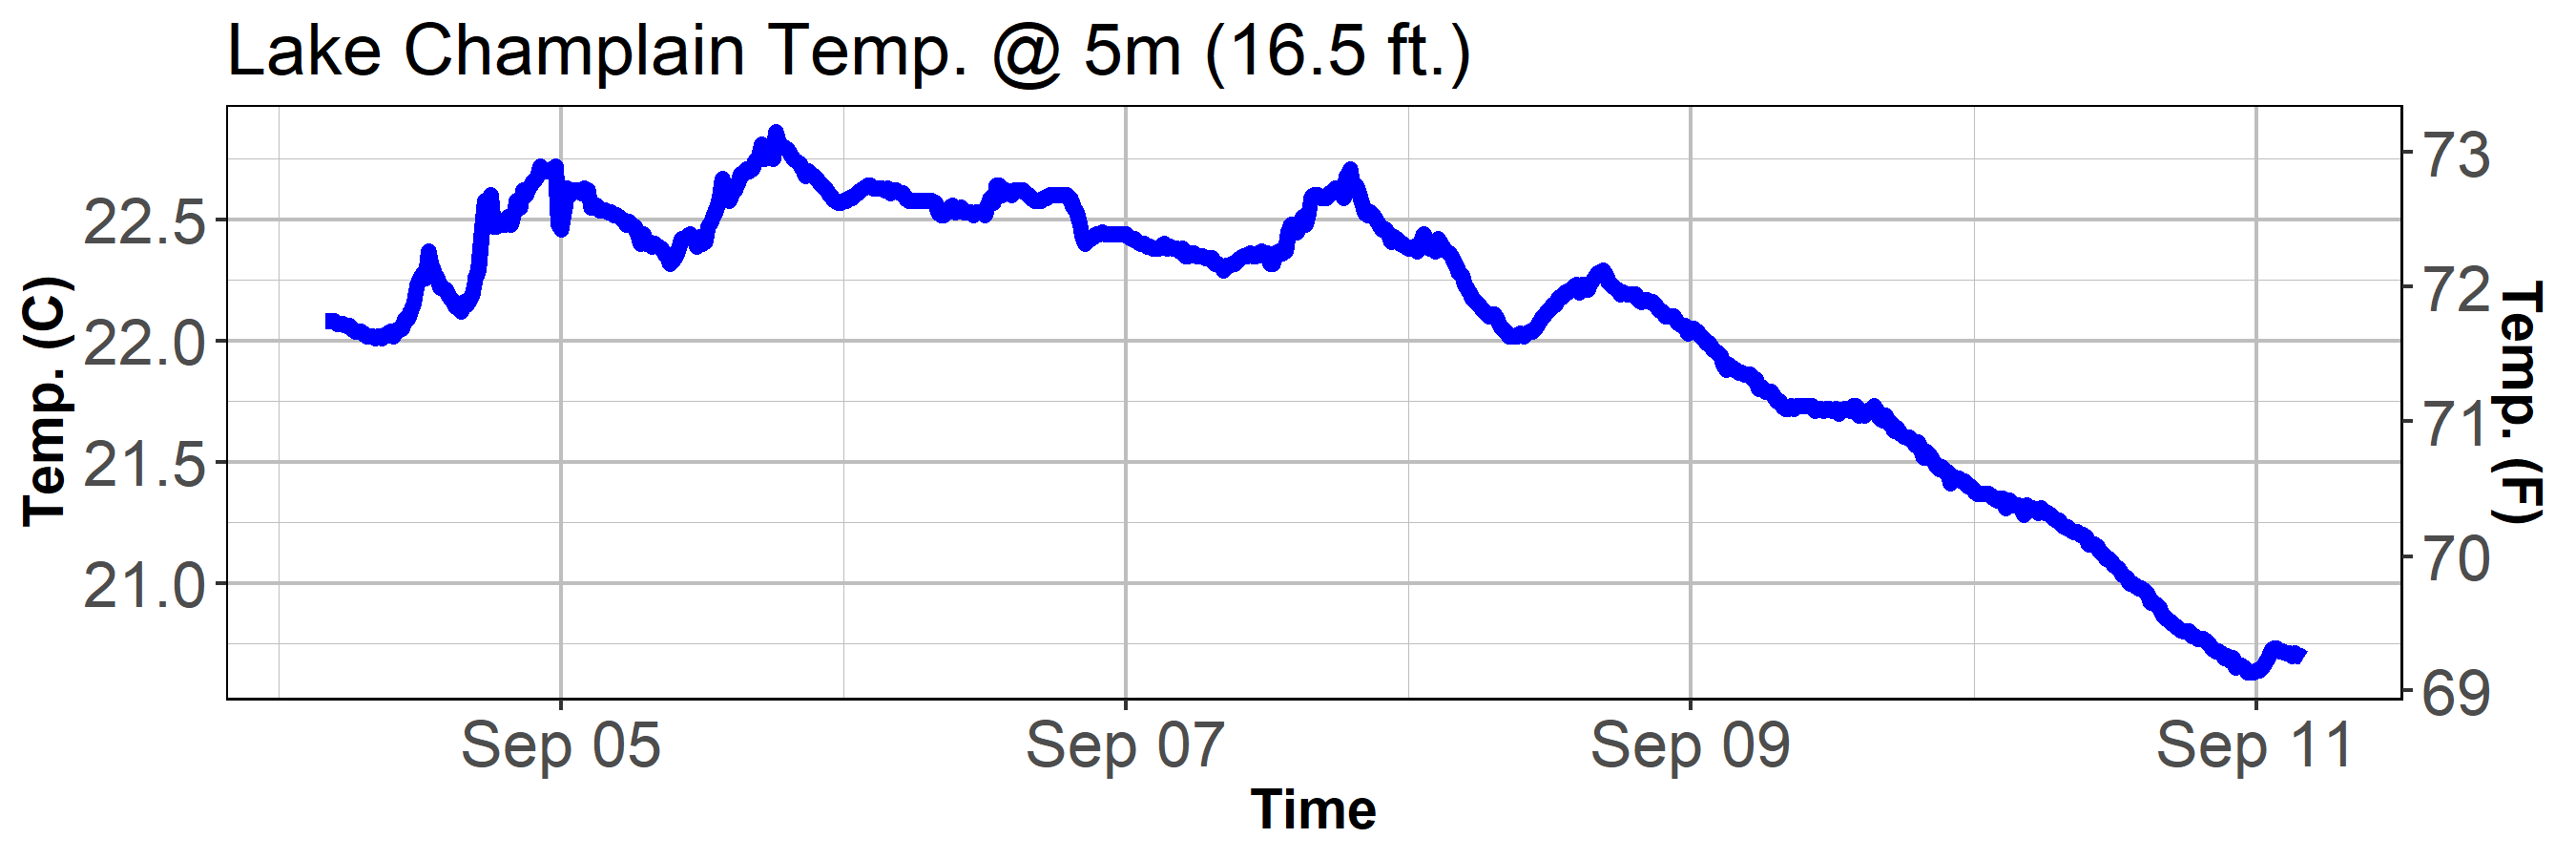 Lake Champlain Temp. @ 5m (16.5 ft.)
Temp. (C)
22.5
22.0
21.5
21.0
73
72
71
70
69
Temp. (F)
Sep 05 Sep 07 Sep 09 Sep 11
Time